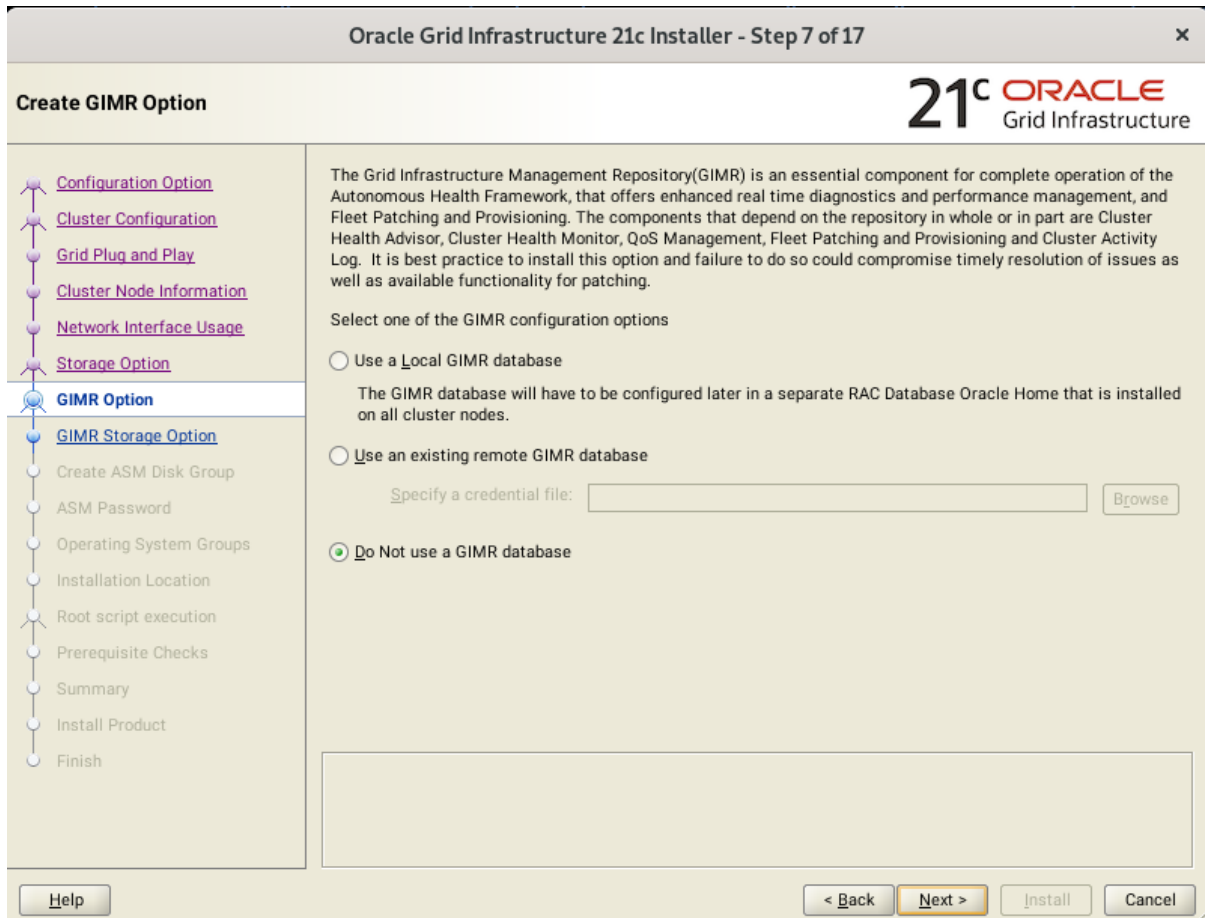 Oracle Grid Infrastructure 21c Installer - Step 7 of 17
×
Create GIMR Option
21c ORACLE
Grid Infrastructure
Configuration Option
Cluster Configuration
Grid Plug and Play
Cluster Node Information
Network Interface Usage
Storage Option
GIMR Option
GIMR Storage Option
Create ASM Disk Group
ASM Password
Operating System Groups
Installation Location
Root script execution
Prerequisite Checks
Summary
Install Product
Finish
The Grid Infrastructure Management Repository(GIMR) is an essential component for complete operation of the
Autonomous Health Framework, that offers enhanced real time diagnostics and performance management, and
Fleet Patching and Provisioning. The components that depend on the repository in whole or in part are Cluster
Health Advisor, Cluster Health Monitor, QoS Management, Fleet Patching and Provisioning and Cluster Activity
Log. It is best practice to install this option and failure to do so could compromise timely resolution of issues as
well as available functionality for patching.
Select one of the GIMR configuration options
Use a Local GIMR database
The GIMR database will have to be configured later in a separate RAC Database Oracle Home that is installed
on all cluster nodes.
Use an existing remote GIMR database
Specify a credential file:
Browse
Do Not use a GIMR database
Help
< Back
Next >
Install
Cancel